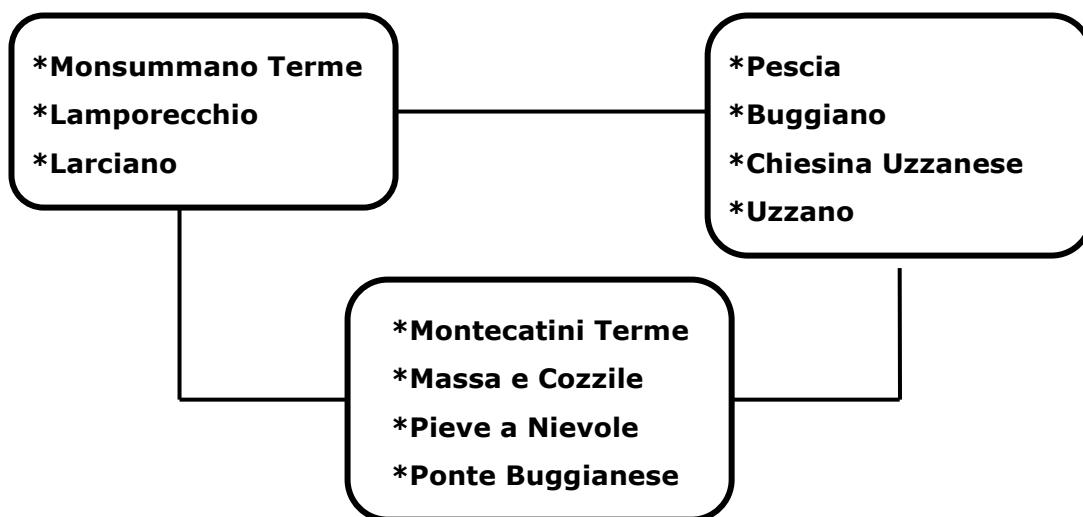 *Monsummano Terme
*Lamporecchio
*Larciano
*Pescia
*Buggiano
*Chiesina Uzzanese
*Uzzano
*Montecatini Terme
*Massa e Cozzile
*Pieve a Nievole
*Ponte Buggianese